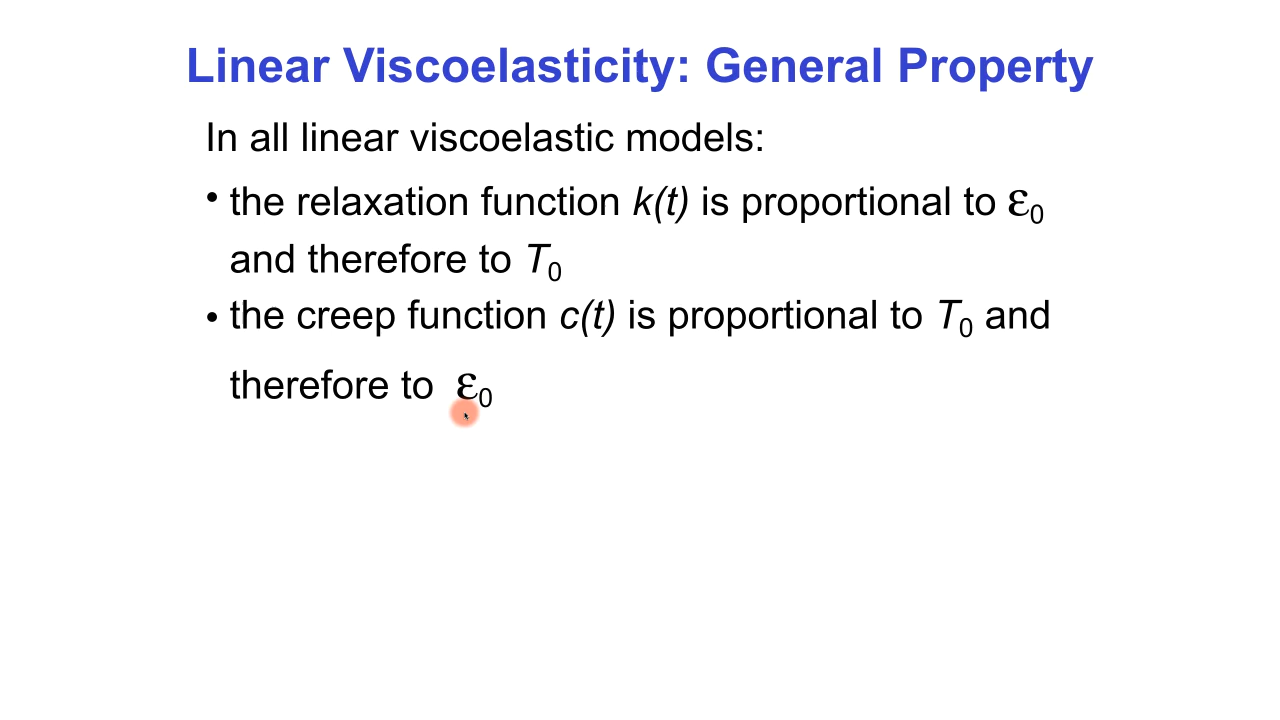 Linear Viscoelasticity: General Property
In all linear viscoelastic models:
• the relaxation function k(t) is proportional to ε₀
and therefore to T₀
• the creep function c(t) is proportional to T₀ and
therefore to ε₀